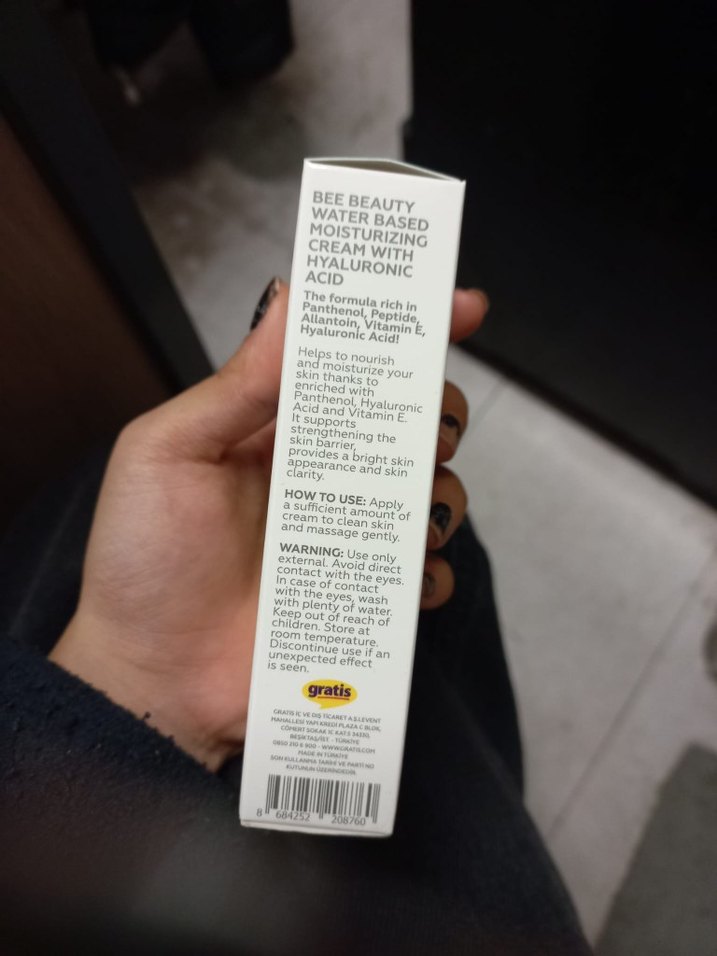 BEE BEAUTY
WATER BASED
MOISTURIZING
CREAM WITH
HYALURONIC
ACID
The formula rich in
Panthenol, Peptide,
Allantoin, Vitamin E,
Hyaluronic Acid!
Helps to nourish
and moisturize your
skin thanks to
enriched with
Panthenol, Hyaluronic
Acid and Vitamin E.
It supports
strengthening the
skin barrier,
provides a bright skin
appearance and skin
clarity.
HOW TO USE: Apply
a sufficient amount of
cream to clean skin
and massage gently.
WARNING: Use only
external. Avoid direct
contact with the eyes.
In case of contact
with the eyes, wash
with plenty of water.
Keep out of reach of
children. Store at
room temperature.
Discontinue use if an
unexpected effect
is seen.
gratis
GRATİS İÇ VE DIŞ TİCARET A.Ş. LEVENT
MAHALLESİ YAPI KREDİ PLAZA C BLOK,
CÖMERT SOKAK 1C KAT:5 34330,
BEŞİKTAŞ/İST. - TÜRKİYE
0850 210 6 900 - WWW.GRATIS.COM
MADE IN TÜRKİYE
SON KULLANMA TARİHİ VE PARTİ NO
KUTUNUN ÜZERİNDEDİR.
8 684252 208760